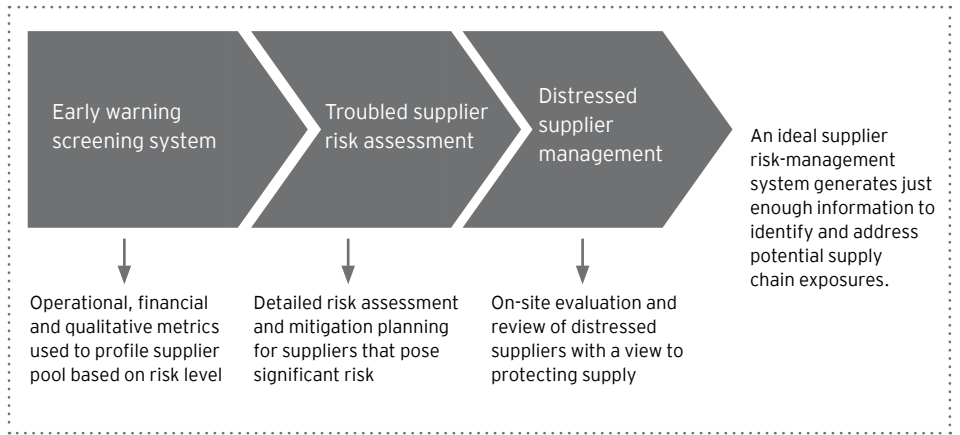 Early warning
screening system
Troubled supplier
risk assessment
Distressed
supplier
management
An ideal supplier
risk-management
system generates just
enough information to
identify and address
potential supply
chain exposures.
Operational, financial
and qualitative metrics
used to profile supplier
pool based on risk level
Detailed risk assessment
and mitigation planning
for suppliers that pose
significant risk
On-site evaluation and
review of distressed
suppliers with a view to
protecting supply